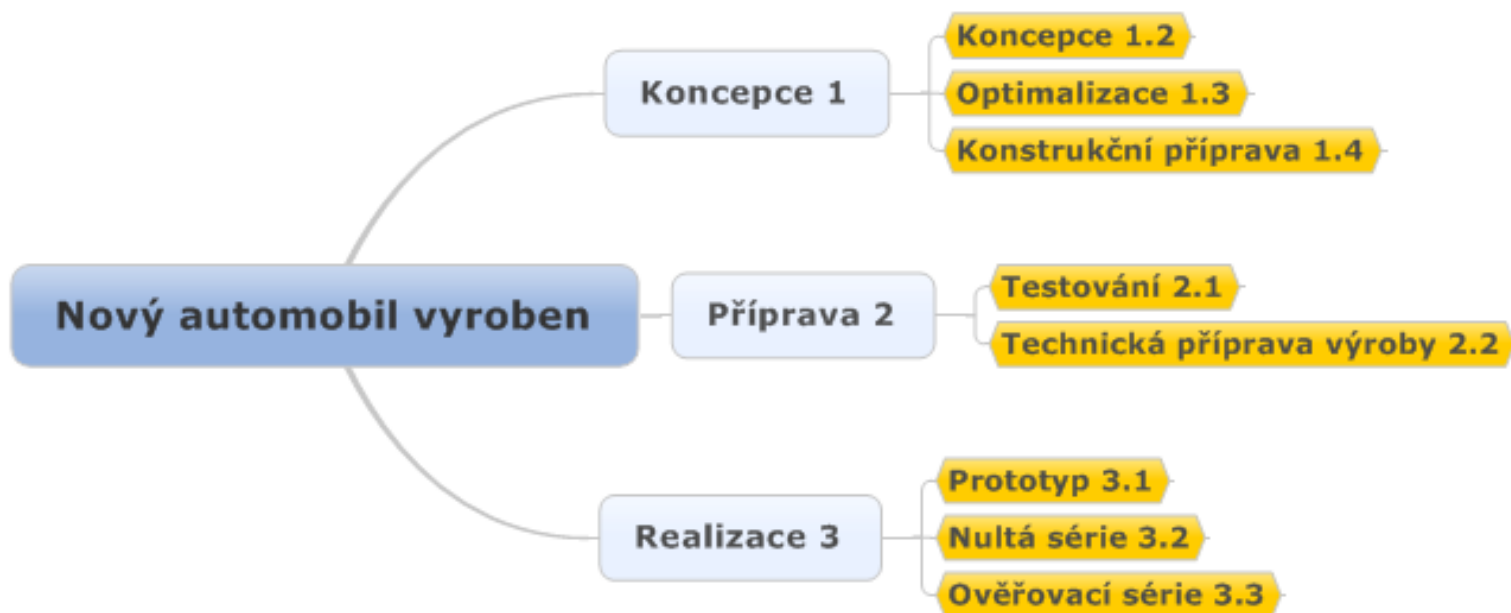 Nový automobil vyroben
Koncepce 1
Koncepce 1.2
Optimalizace 1.3
Konstrukční příprava 1.4
Příprava 2
Testování 2.1
Technická příprava výroby 2.2
Realizace 3
Prototyp 3.1
Nultá série 3.2
Ověřovací série 3.3